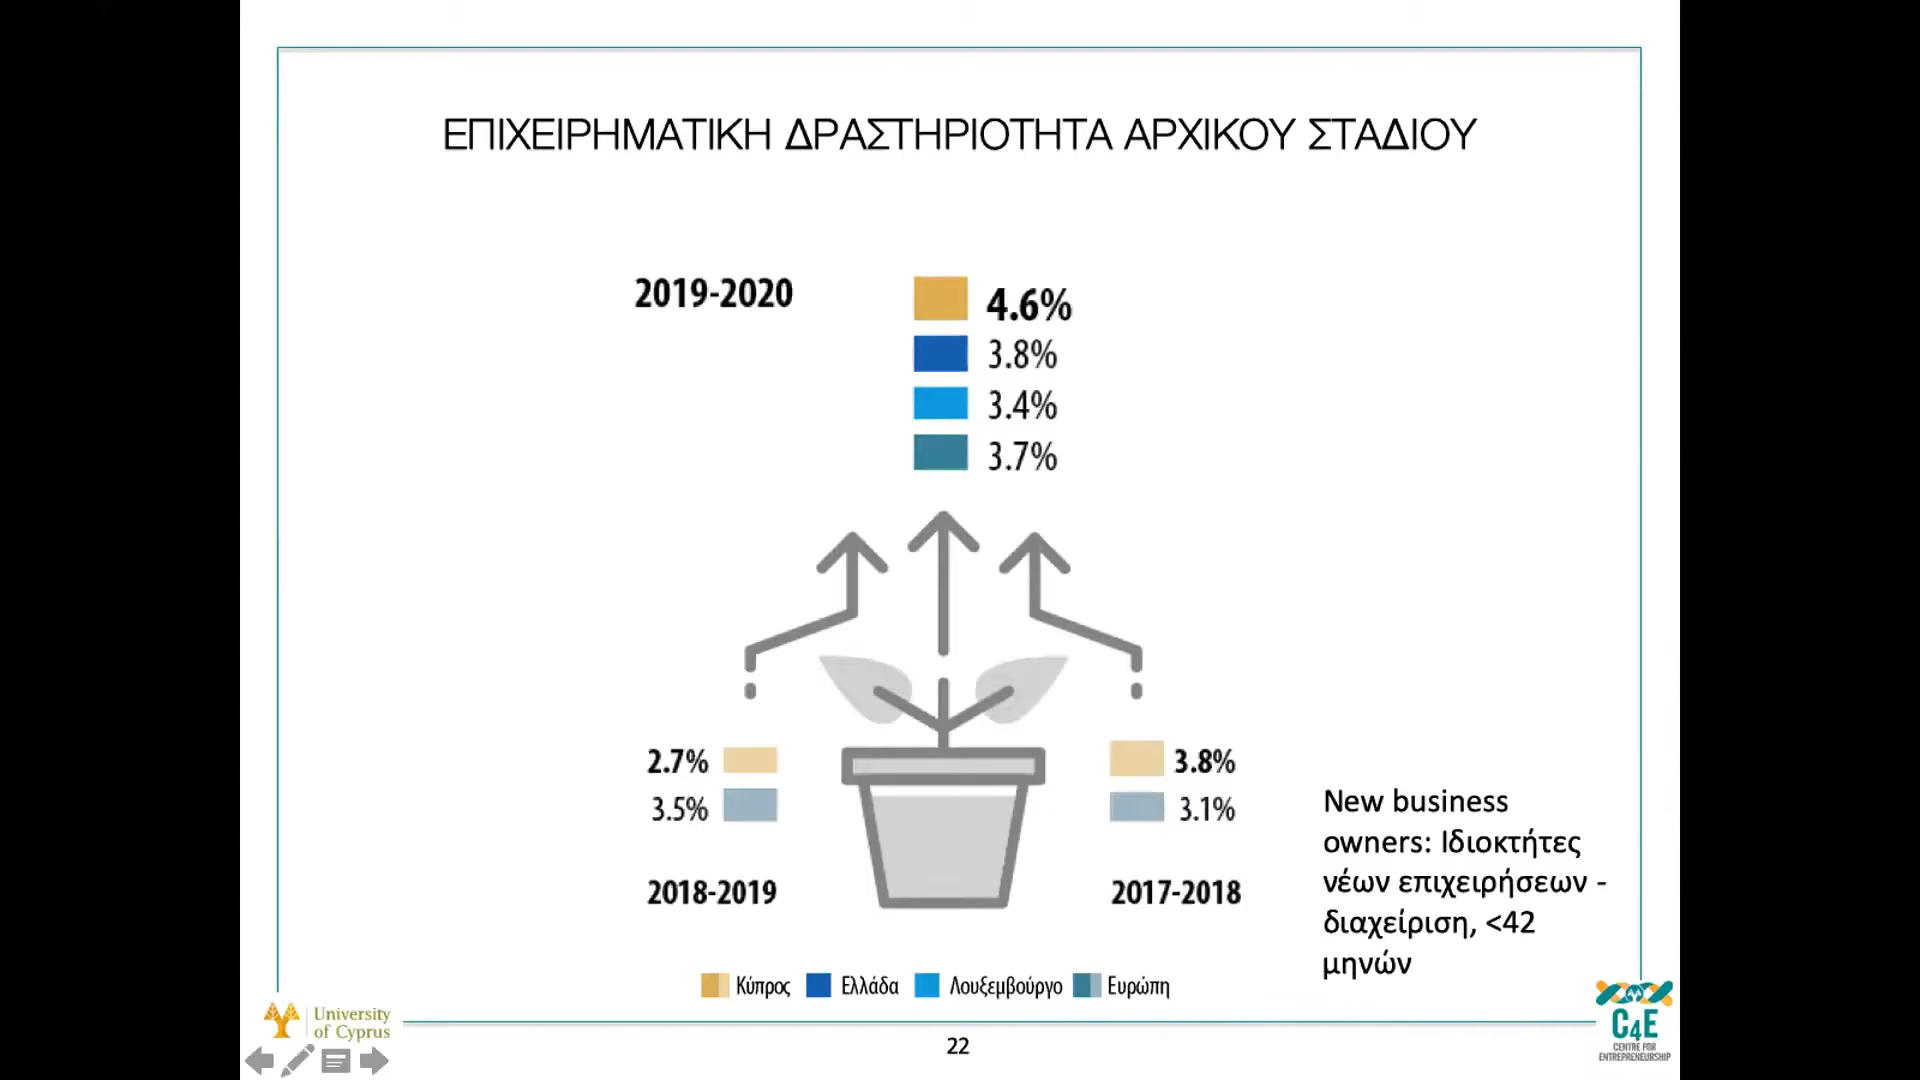 ΕΠΙΧΕΙΡΗΜΑΤΙΚΗ ΔΡΑΣΤΗΡΙΟΤΗΤΑ ΑΡΧΙΚΟΥ ΣΤΑΔΙΟΥ
2019-2020
4.6%
3.8%
3.4%
3.7%
2.7%
3.5%
2018-2019
3.8%
3.1%
2017-2018
New business
owners: Ιδιοκτήτες
νέων επιχειρήσεων -
διαχείριση, <42
μηνών
Κύπρος Ελλάδα Λουξεμβούργο Ευρώπη
University
of Cyprus
22
C4E
CENTRE FOR
ENTREPRENEURSHIP